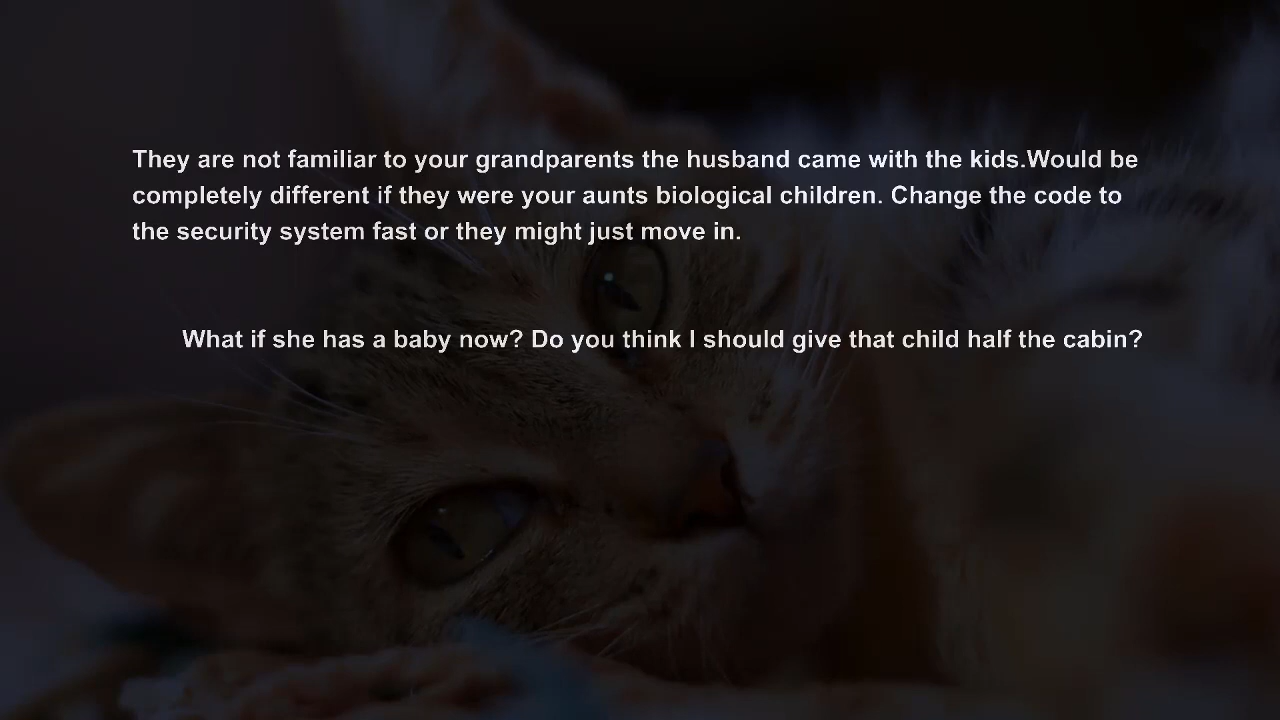 They are not familiar to your grandparents the husband came with the kids.Would be
completely different if they were your aunts biological children. Change the code to
the security system fast or they might just move in.
What if she has a baby now? Do you think I should give that child half the cabin?